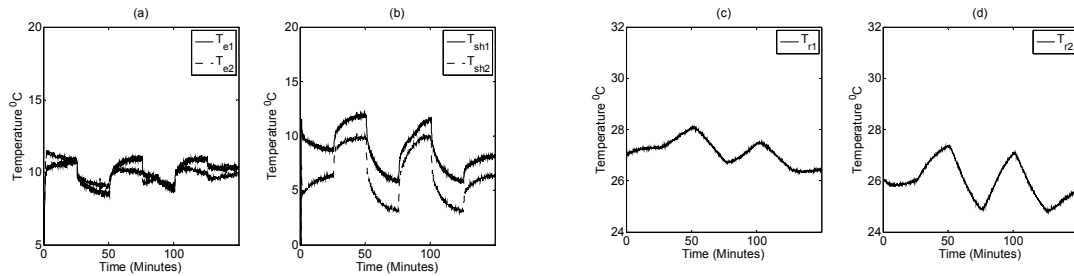 (a)
20
15
10
5
0
50
100
Temperature ⁰C
Time (Minutes)
T_e1
T_e2
(b)
20
15
10
5
0
0
50
100
Temperature ⁰C
Time (Minutes)
T_sh1
T_sh2
(c)
32
30
28
26
24
0
50
100
Temperature ⁰C
Time (Minutes)
T_r1
(d)
32
30
28
26
24
0
50
100
Temperature ⁰C
Time (Minutes)
T_r2